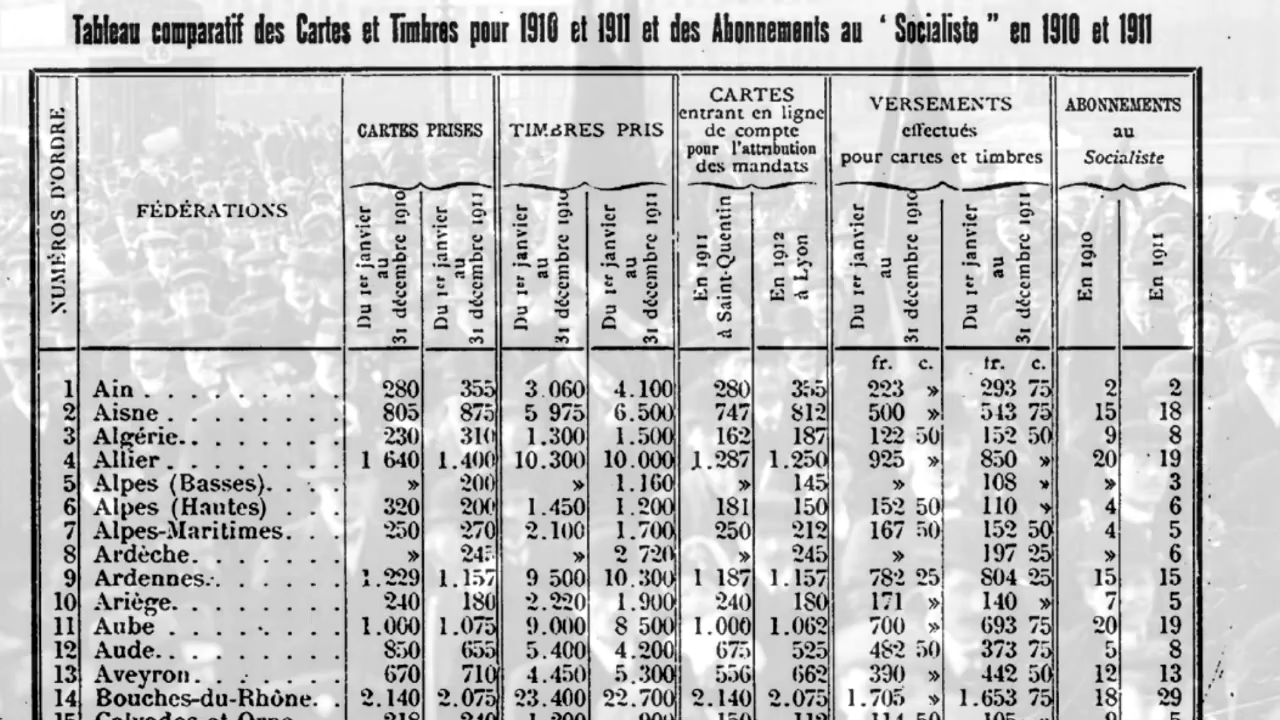 Tableau comparatif des Cartes et Timbres pour 1910 et 1911 et des Abonnements au ‘ Socialiste ” en 1910 et 1911
NUMÉROS D'ORDRE.
FÉDÉRATIONS
CARTES PRISES
Du 1er janvier au 31 décembre 1910
Du 1er janvier au 31 décembre 1911
TIMBRES PRIS
Du 1er janvier au 31 décembre 1910
Du 1er janvier au 31 décembre 1911
CARTES
entrant en ligne
de compte
pour l'attribution
des mandats
En 1911 à Saint-Quentin
En 1912 à Lyon
VERSEMENTS
effectués
pour cartes et timbres
Du 1er janvier au 31 décembre 1910
Du 1er janvier au 31 décembre 1911
ABONNEMENTS
au
Socialiste
En 1910
En 1911
fr. c. fr. c.
1 Ain . . . . . . . . . . 280 355 3.060 4.100 280 355 223 » 293 75 2 2
2 Aisne . . . . . . . . . 805 875 5 975 6.500 747 812 500 » 543 75 15 18
3 Algérie. . . . . . . . 230 310 1.300 1.500 162 187 122 50 152 50 9 8
4 Allier . . . . . . . . . 1 640 1.400 10.300 10.000 1.287 1.250 925 » 850 » 20 19
5 Alpes (Basses). . . . » 200 » 1.160 » 145 » 108 » » 3
6 Alpes (Hautes) . . . 320 200 1.450 1.200 181 150 152 50 110 » 4 6
7 Alpes-Maritimes. . . 250 270 2.100 1.700 250 212 167 50 152 50 4 5
8 Ardèche. . . . . . . . » 245 » 2 720 » 245 » 197 25 » 6
9 Ardennes. . . . . . . 1.229 1.157 9 500 10.300 1 187 1.157 782 25 804 25 15 15
10 Ariège. . . . . . . . . 240 180 2.220 1.900 240 180 171 » 140 » 7 5
11 Aube . . . . . . . . . 1.000 1.075 9.000 8 500 1.000 1.062 700 » 693 75 20 19
12 Aude. . . . . . . . . . 850 655 5.400 4.200 675 525 482 50 373 75 5 8
13 Aveyron. . . . . . . . 670 710 4.450 5.300 556 662 390 » 442 50 12 13
14 Bouches-du-Rhône. . 2.140 2.075 23.400 22.700 2.140 2.075 1.705 » 1.653 75 18 29